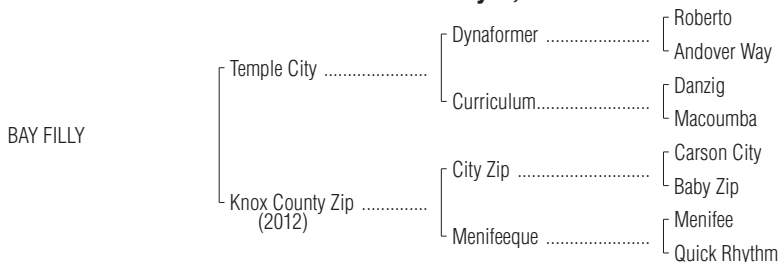 Roberto
Dynaformer ......................
Andover Way
Temple City .......................
Danzig
Curriculum........................
Macoumba
BAY FILLY
Carson City
City Zip ............................
Baby Zip
Knox County Zip ..............
(2012)
Menifee
Menifeeque ......................
Quick Rhythm